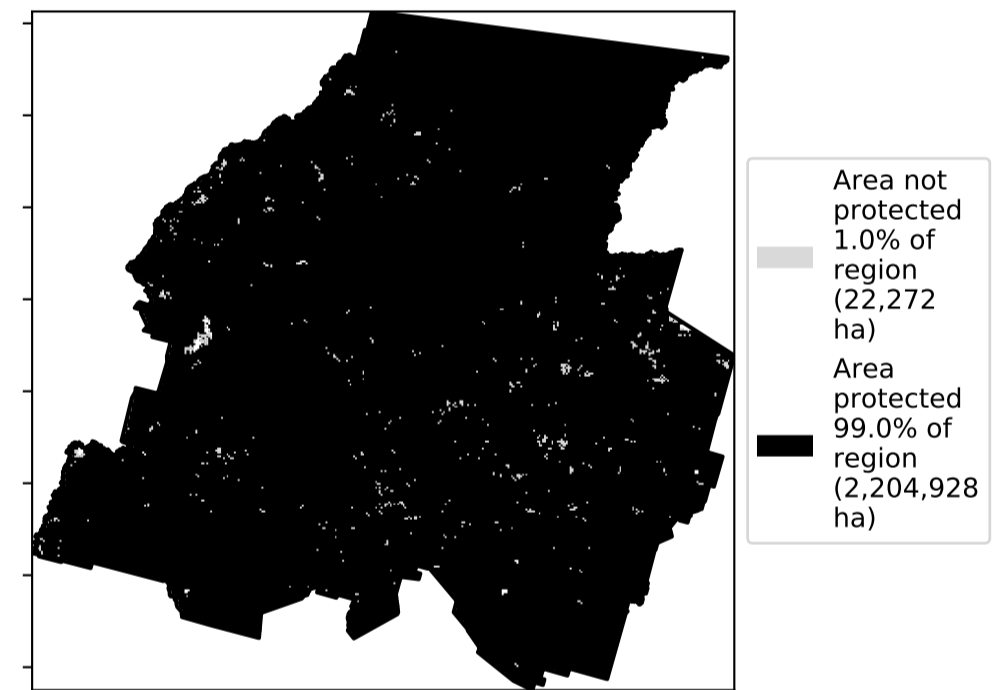 Area not
protected
1.0% of
region
(22,272
ha)
Area
protected
99.0% of
region
(2,204,928
ha)